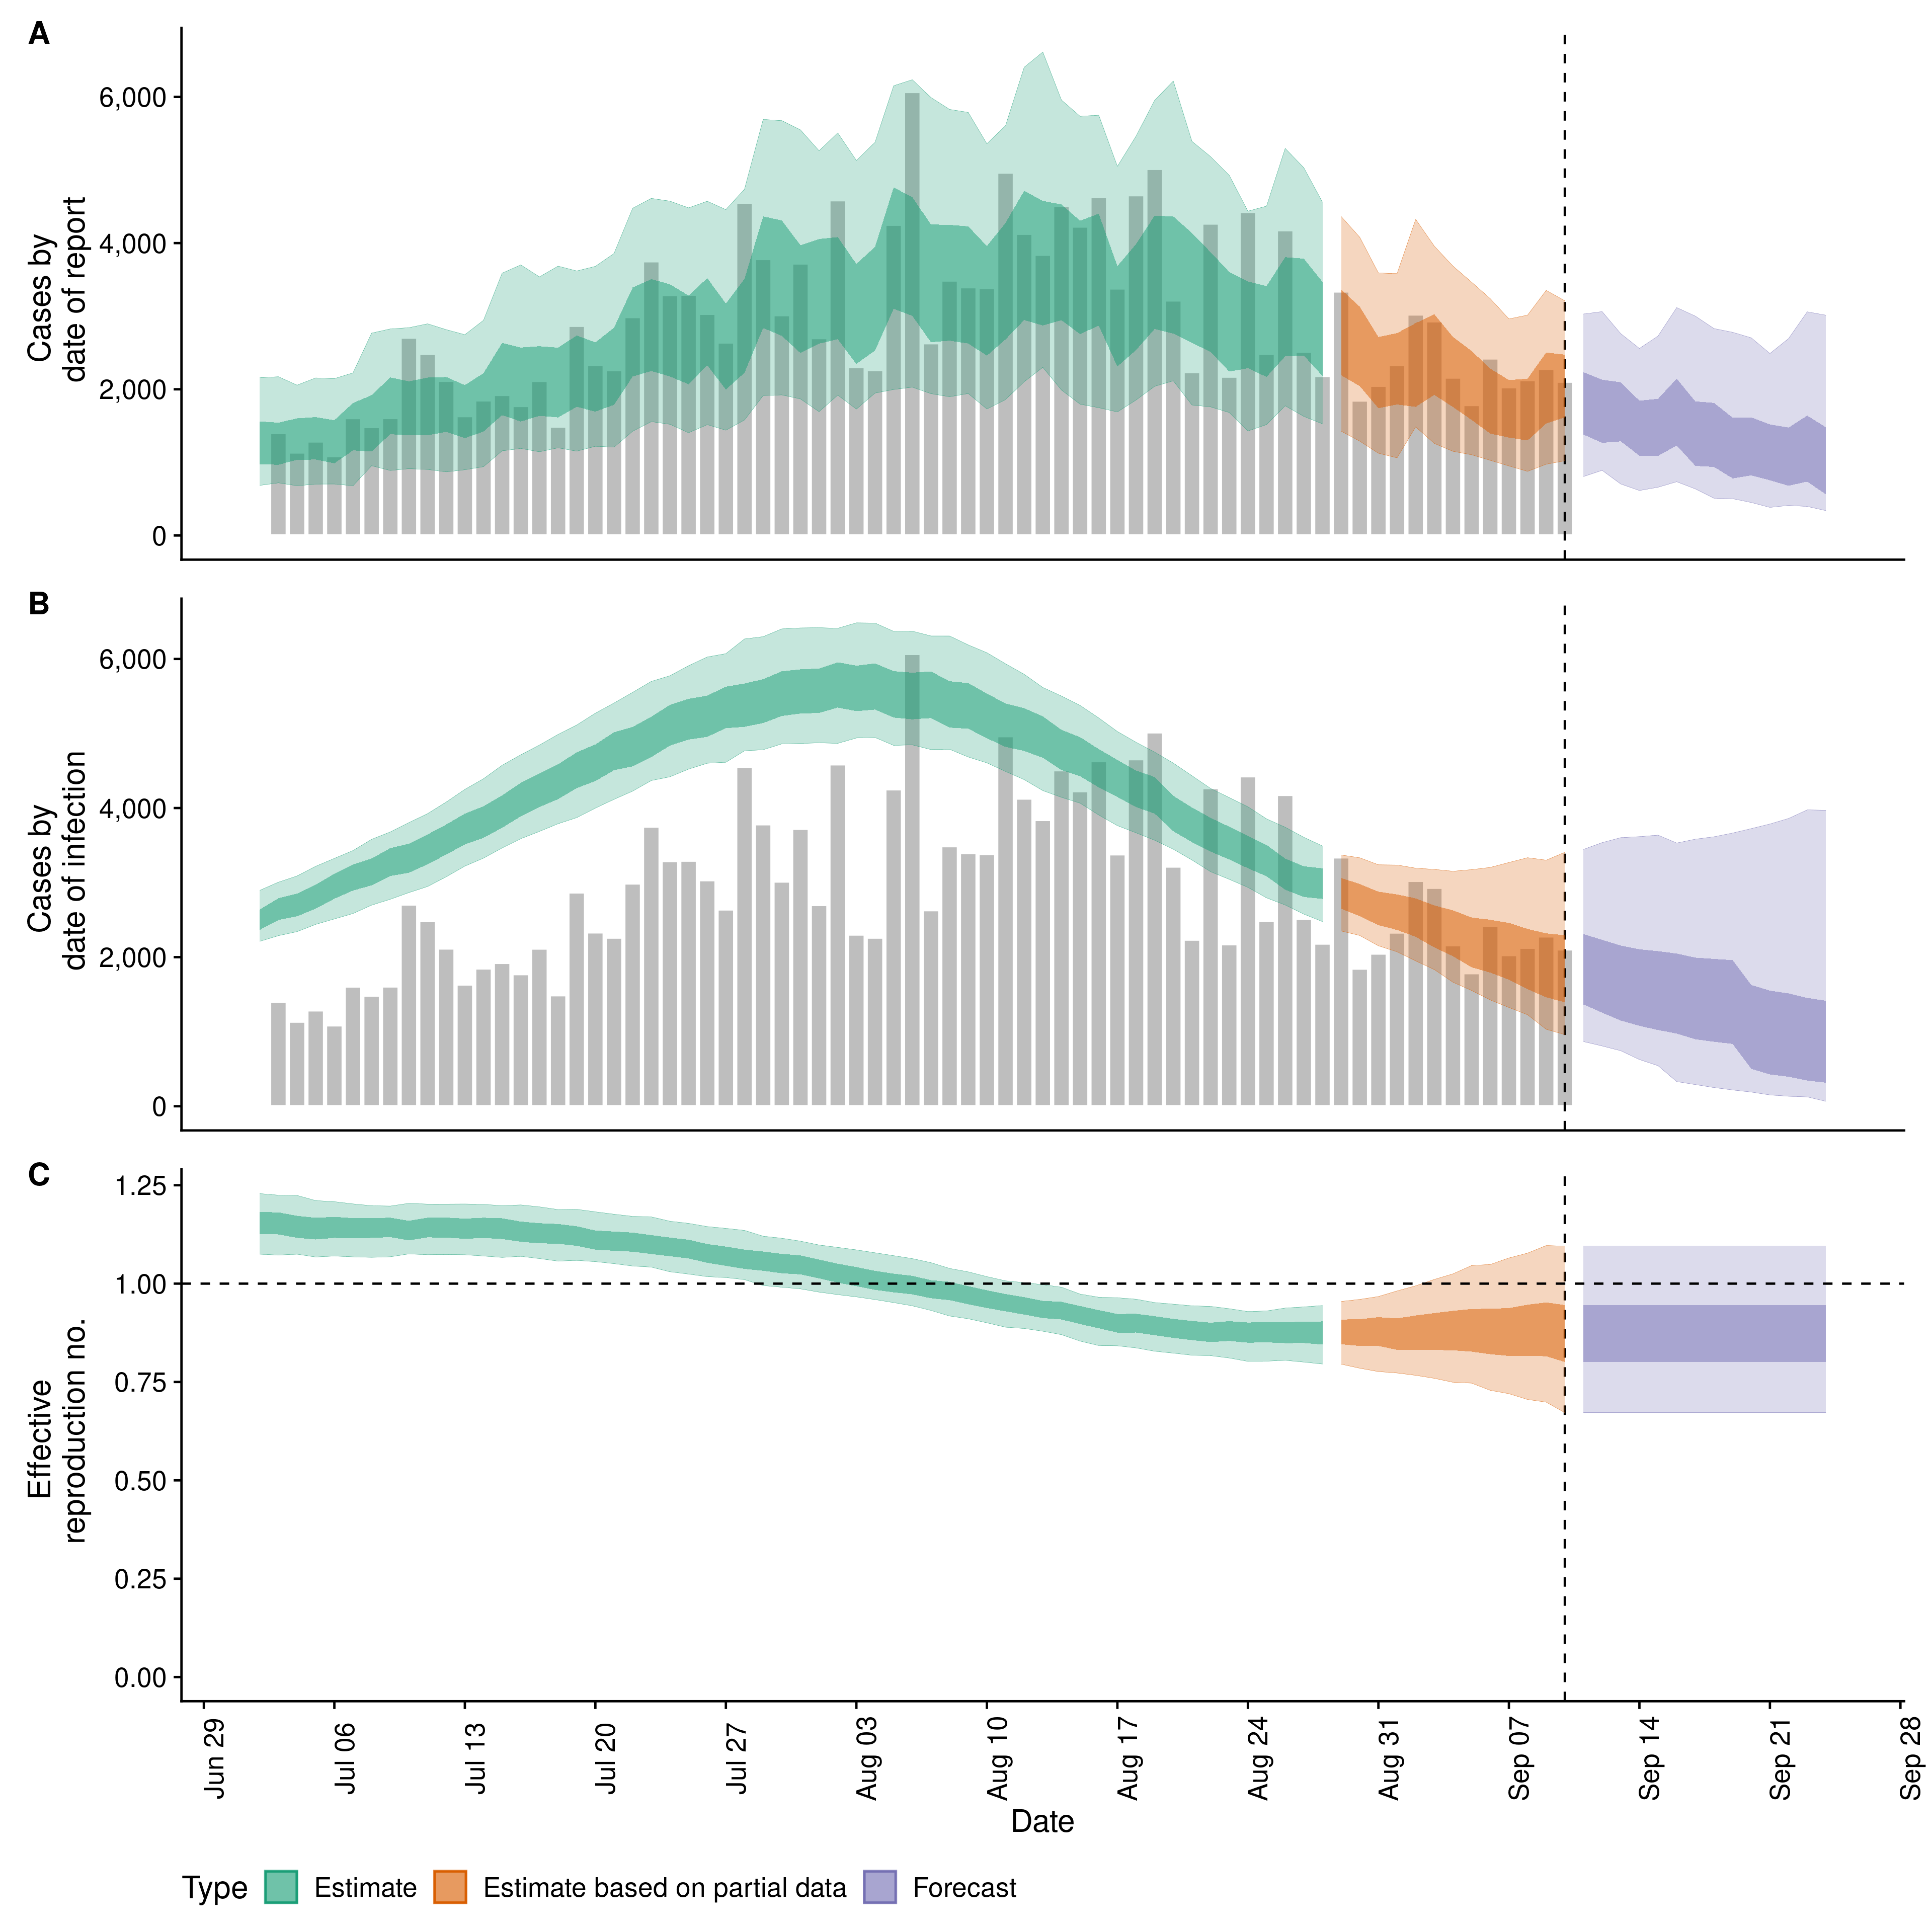 A
Cases by
date of report
6,000
4,000
2,000
0
B
Cases by
date of infection
6,000
4,000
2,000
0
C
Effective
reproduction no.
1.25
1.00
0.75
0.50
0.25
0.00
Jun 29
Jul 06
Jul 13
Jul 20
Jul 27
Aug 03
Aug 10
Aug 17
Aug 24
Aug 31
Sep 07
Sep 14
Sep 21
Sep 28
Date
Type Estimate Estimate based on partial data Forecast